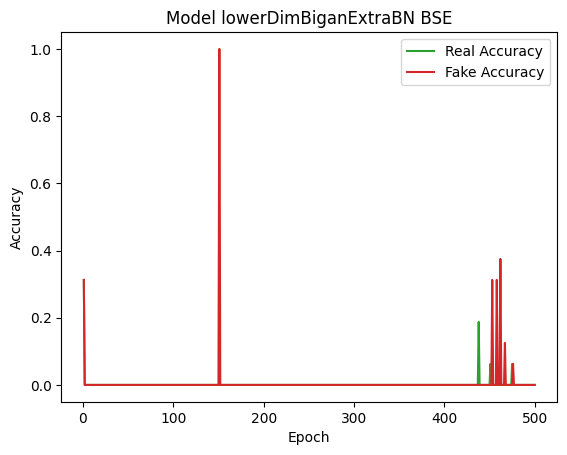 Model lowerDimBiganExtraBN BSE
Real Accuracy
Fake Accuracy
1.0
0.8
0.6
0.4
0.2
0.0
Accuracy
0 100 200 300 400 500
Epoch